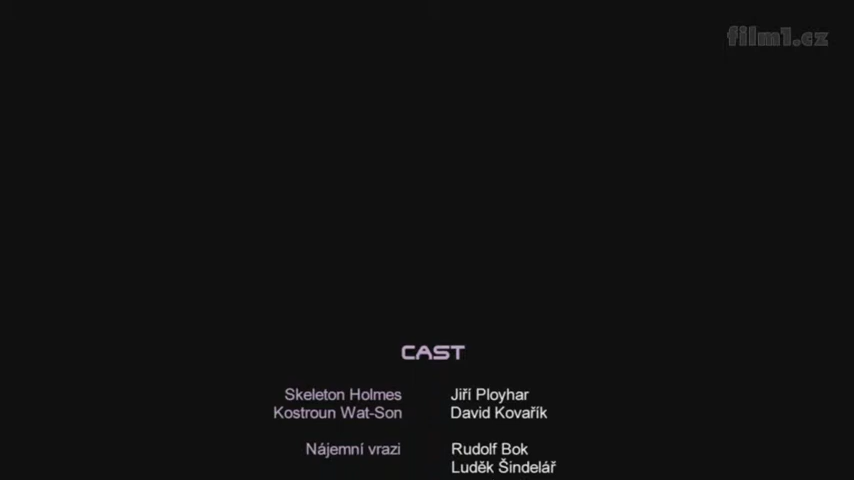 film1.cz
CAST
Skeleton Holmes Jiří Ployhar
Kostroun Wat-Son David Kovařík
Nájemní vrazi Rudolf Bok
Luděk Šindelář